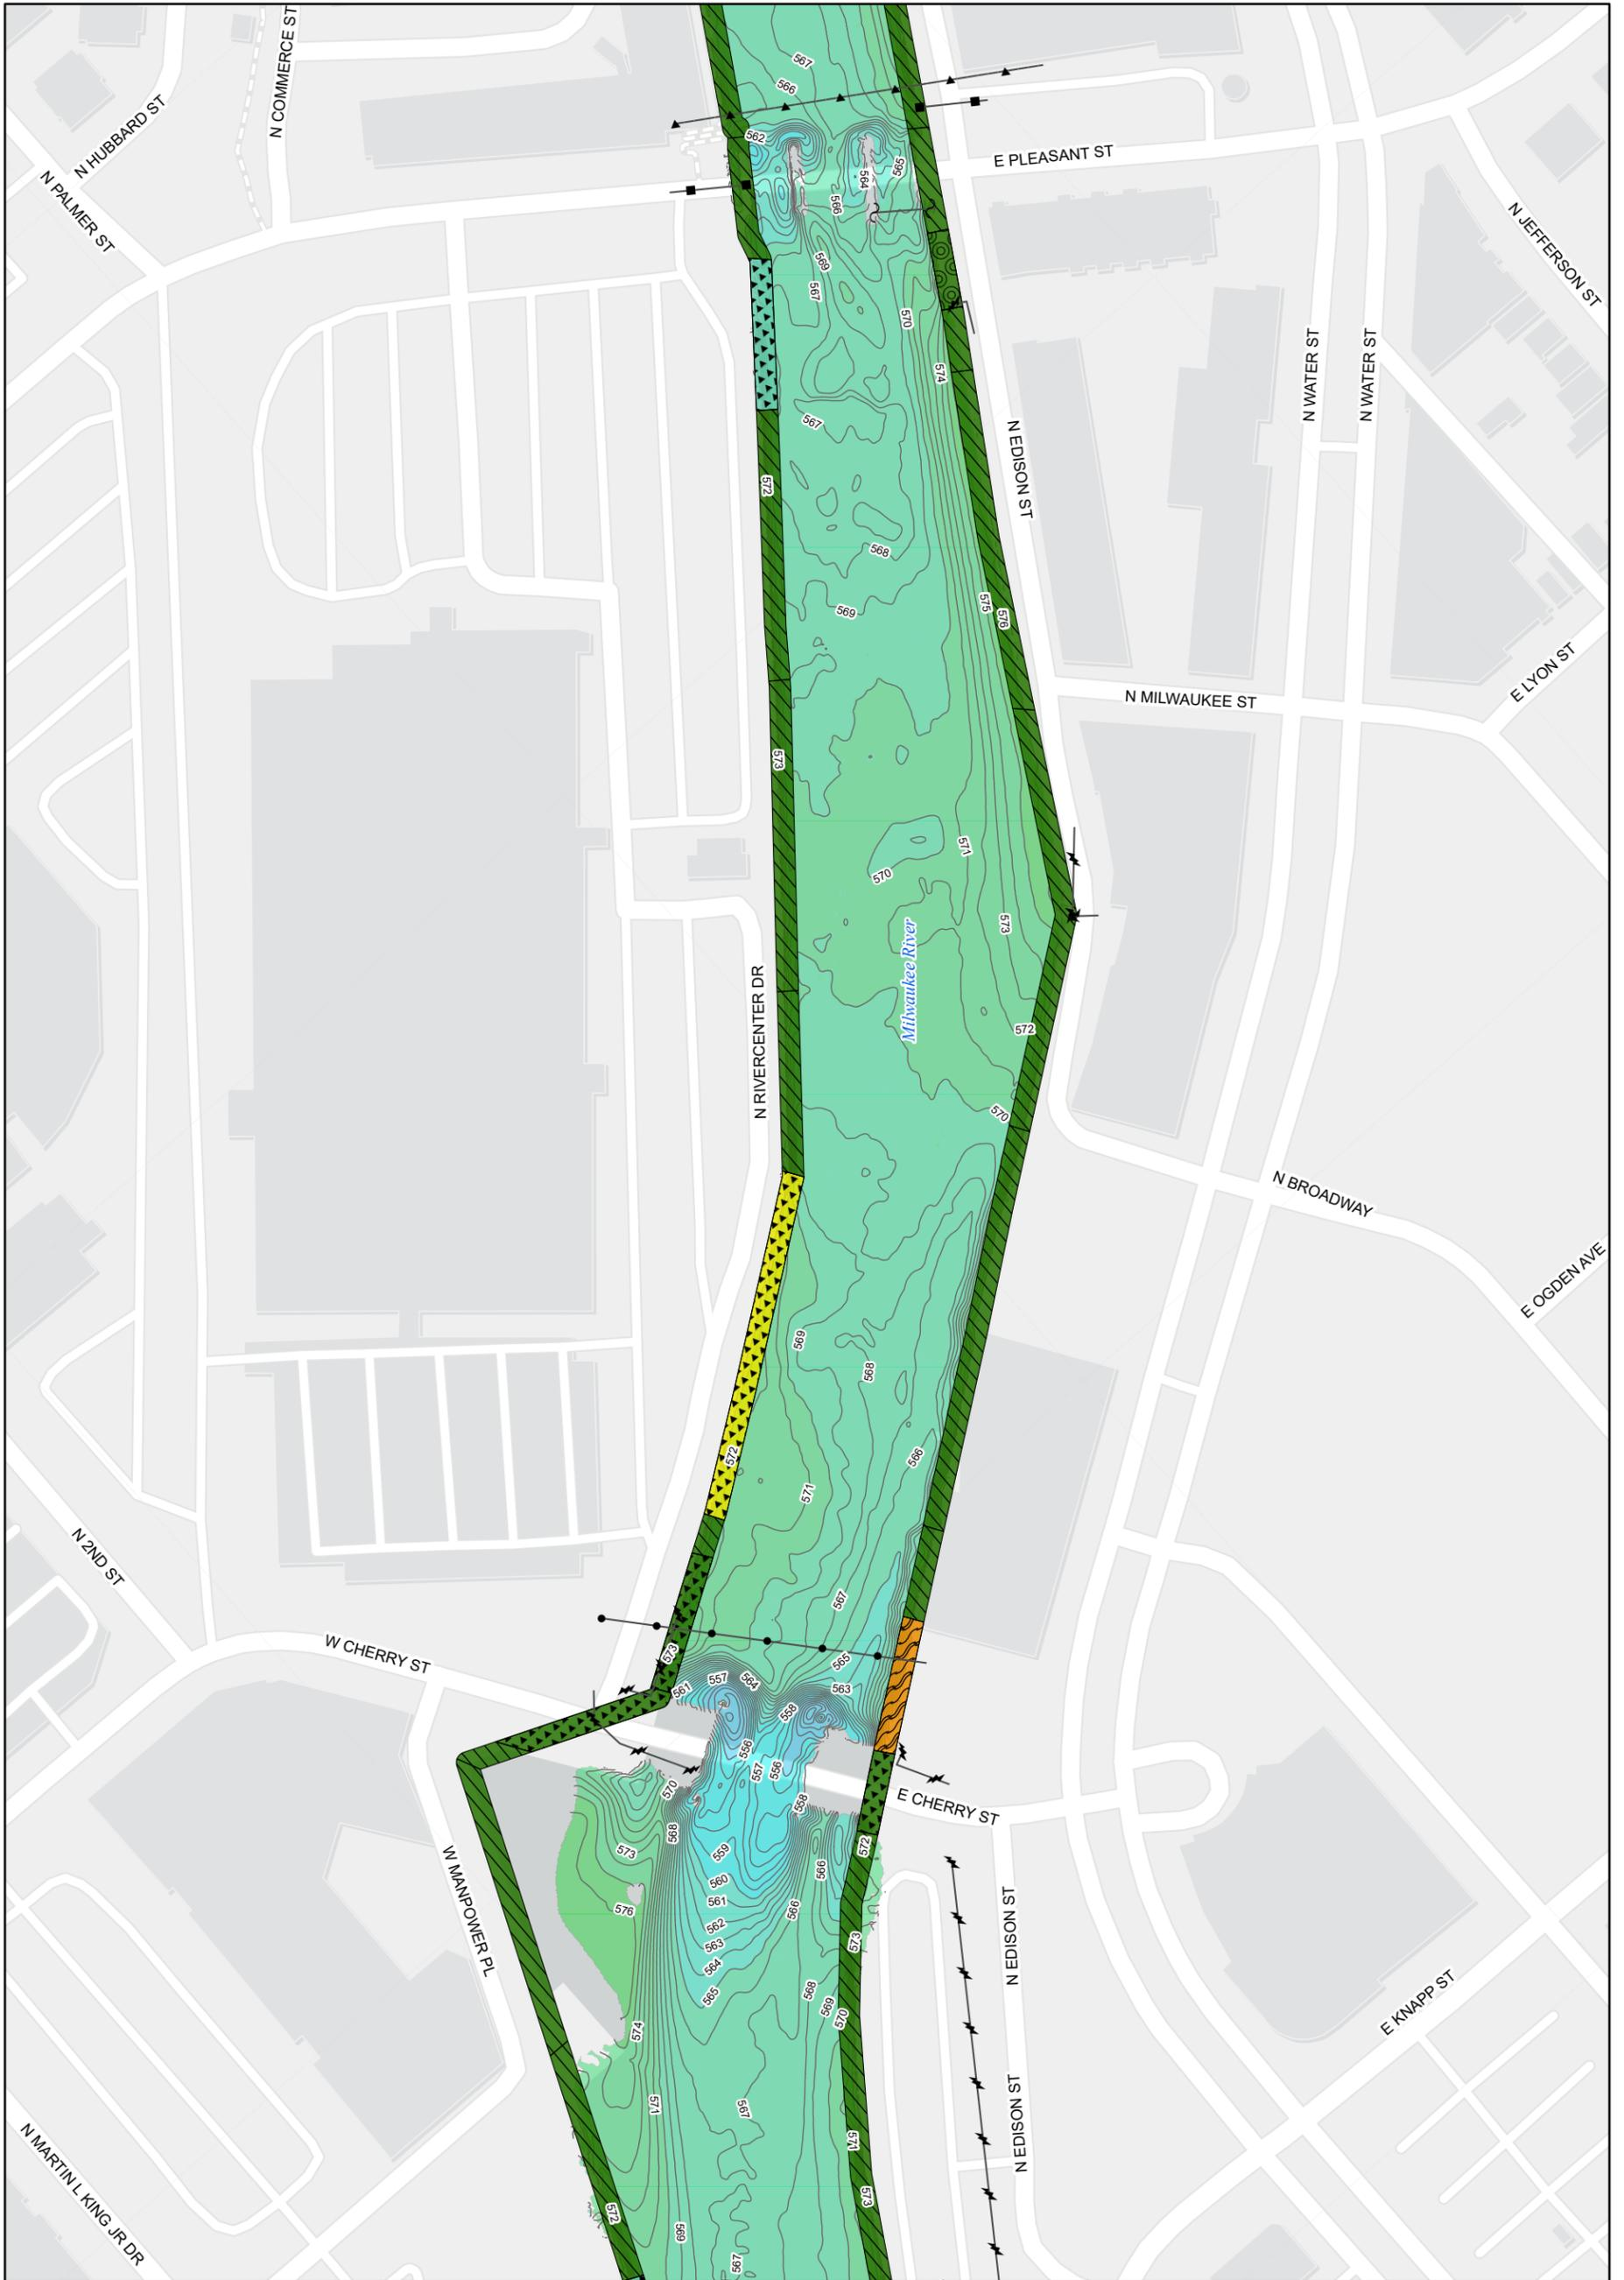 N COMMERCE ST
N HUBBARD ST
N PALMER ST
567
566
562
565
564
566
E PLEASANT ST
N JEFFERSON ST
569
567
570
574
N WATER ST
N WATER ST
567
N EDISON ST
572
568
569
575
576
E LYON ST
N MILWAUKEE ST
573
571
570
573
Milwaukee River
N RIVERCENTER DR
572
570
N BROADWAY
E OGDEN AVE
569
568
572
566
571
N 2ND ST
567
W CHERRY ST
573
565
561
557
564
563
558
556
557
556
570
558
E CHERRY ST
568
573
559
572
560
566
561
576
566
562
563
573
564
565
568
569
570
574
W MANPOWER PL
N EDISON ST
E KNAPP ST
571
567
571
N EDISON ST
573
572
N MARTIN L KING JR DR
569
567